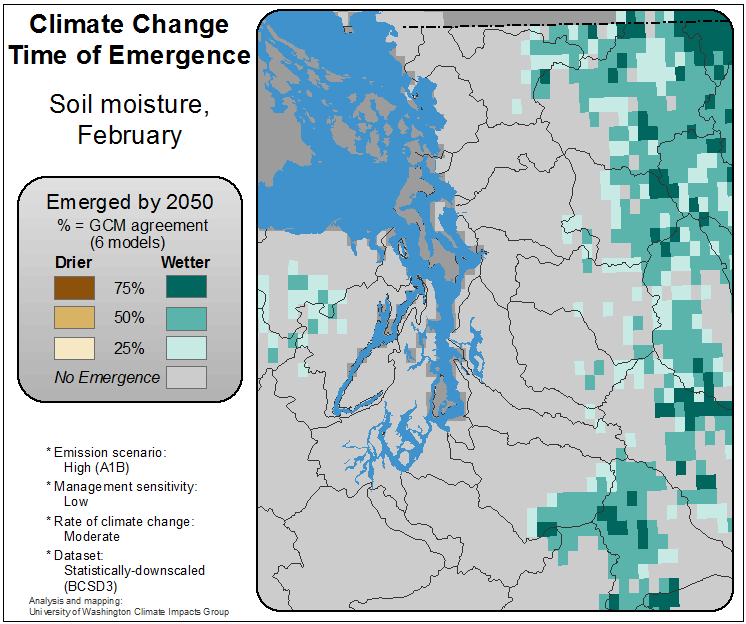 Climate Change
Time of Emergence
Soil moisture,
February
Emerged by 2050
% = GCM agreement
(6 models)
Drier Wetter
75%
50%
25%
No Emergence
* Emission scenario:
High (A1B)
* Management sensitivity:
Low
* Rate of climate change:
Moderate
* Dataset:
Statistically-downscaled
(BCSD3)
Analysis and mapping:
University of Washington Climate Impacts Group